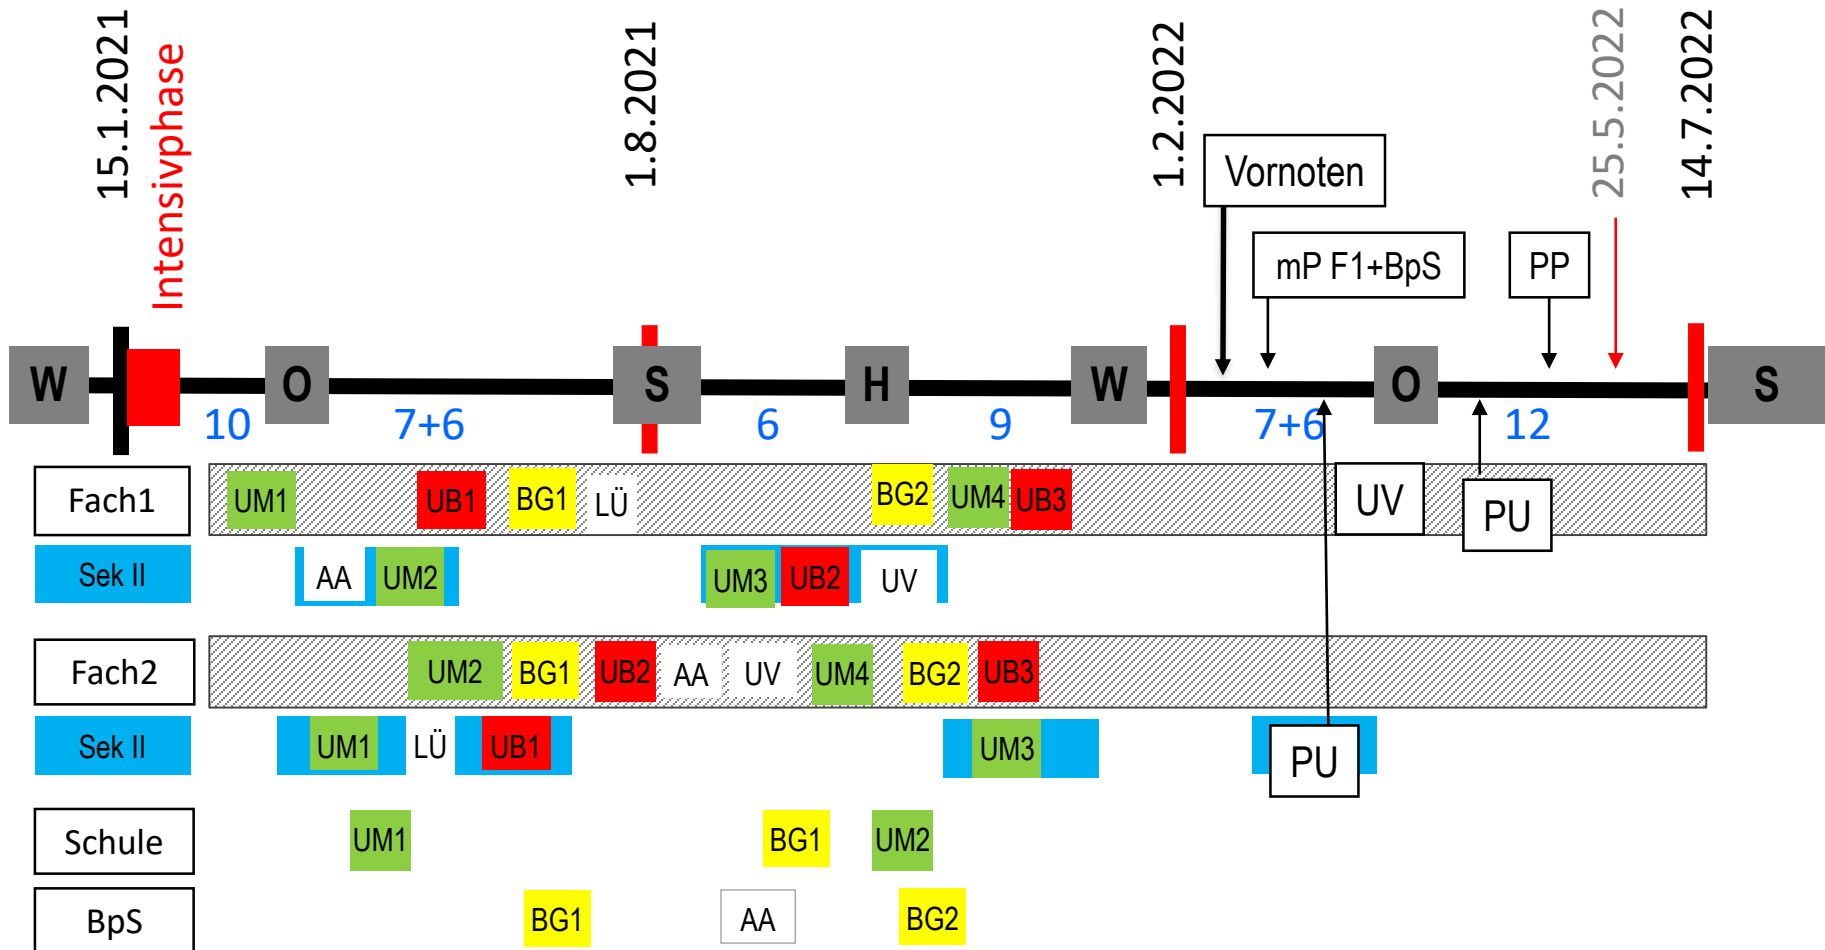 15.1.2021
Intensivphase
1.8.2021
1.2.2022
25.5.2022
14.7.2022
Vornoten
mP F1+BpS
PP
W
O
S
H
W
O
S
10
7+6
6
9
7+6
12
Fach1
UM1
UB1
BG1
LÜ
BG2
UM4
UB3
UV
PU
Sek II
AA
UM2
UM3
UB2
UV
Fach2
UM2
BG1
UB2
AA
UV
UM4
BG2
UB3
Sek II
UM1
LÜ
UB1
UM3
PU
Schule
UM1
BG1
UM2
BpS
BG1
AA
BG2